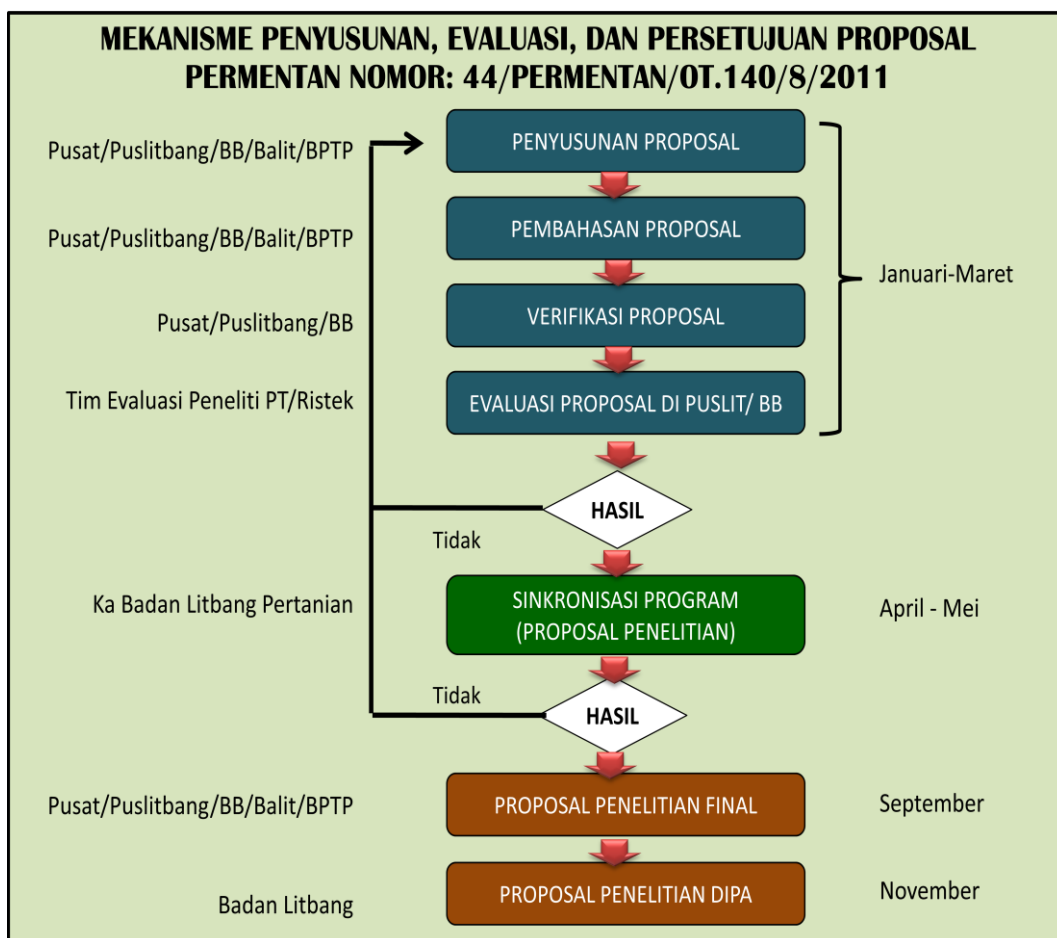 MEKANISME PENYUSUNAN, EVALUASI, DAN PERSETUJUAN PROPOSAL
PERMENTAN NOMOR: 44/PERMENTAN/OT.140/8/2011
Pusat/Puslitbang/BB/Balit/BPTP
PENYUSUNAN PROPOSAL
Pusat/Puslitbang/BB/Balit/BPTP
PEMBAHASAN PROPOSAL
Januari-Maret
Pusat/Puslitbang/BB
VERIFIKASI PROPOSAL
Tim Evaluasi Peneliti PT/Ristek
EVALUASI PROPOSAL DI PUSLIT/ BB
HASIL
Tidak
Ka Badan Litbang Pertanian
SINKRONISASI PROGRAM
(PROPOSAL PENELITIAN)
April - Mei
Tidak
HASIL
Pusat/Puslitbang/BB/Balit/BPTP
PROPOSAL PENELITIAN FINAL
September
Badan Litbang
PROPOSAL PENELITIAN DIPA
November